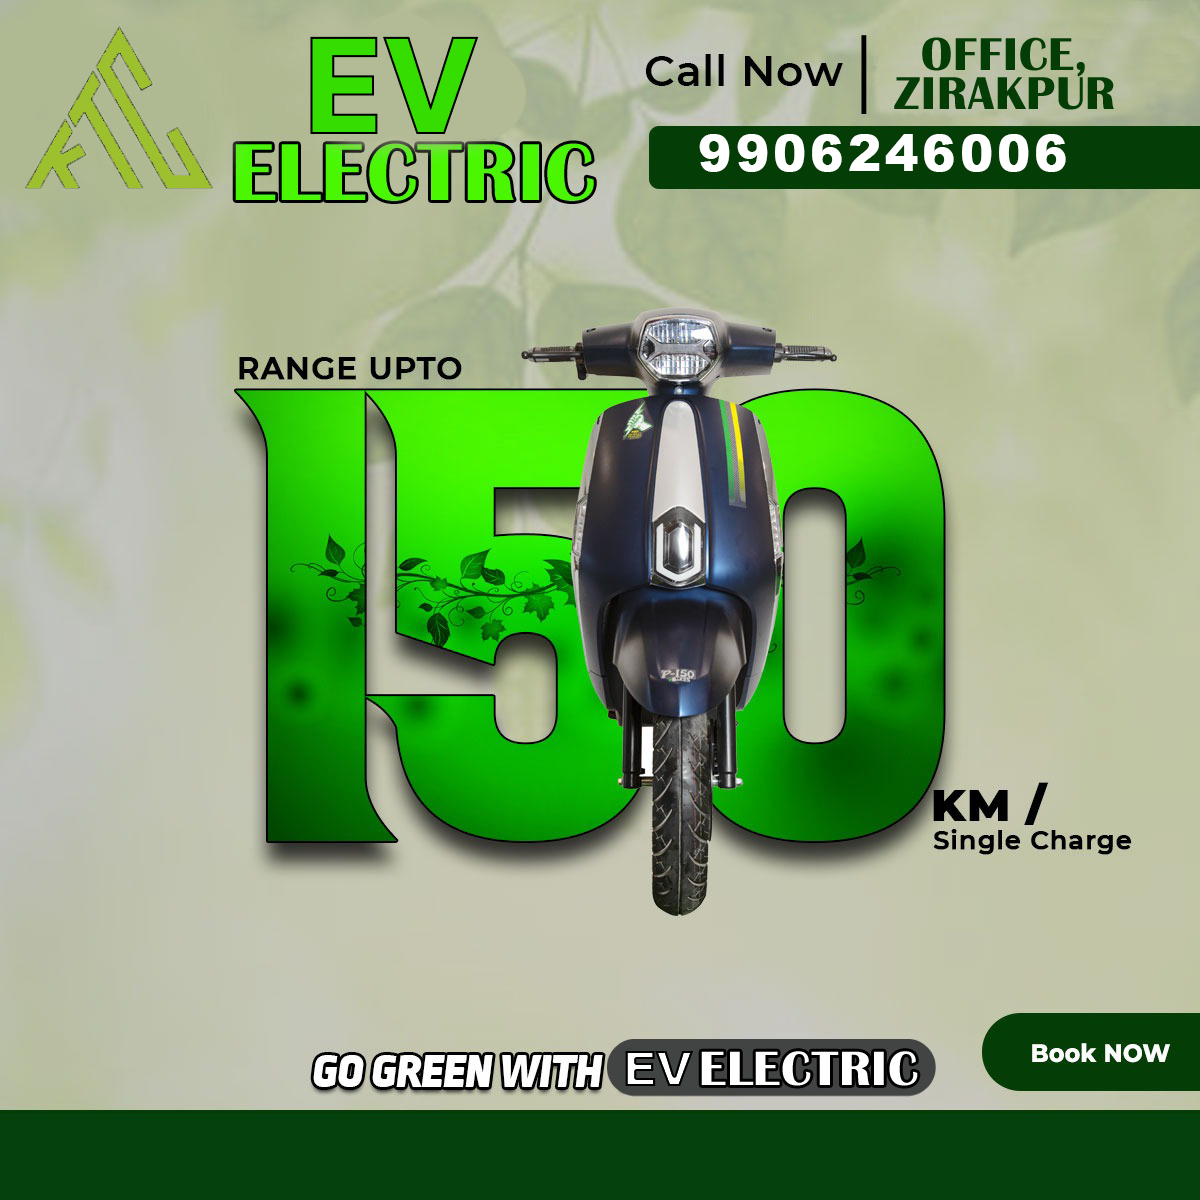 EV
ELECTRIC
Call Now
OFFICE,
ZIRAKPUR
9906246006
RANGE UPTO
150
P-150
KM /
Single Charge
Book NOW
GO GREEN WITH EV ELECTRIC